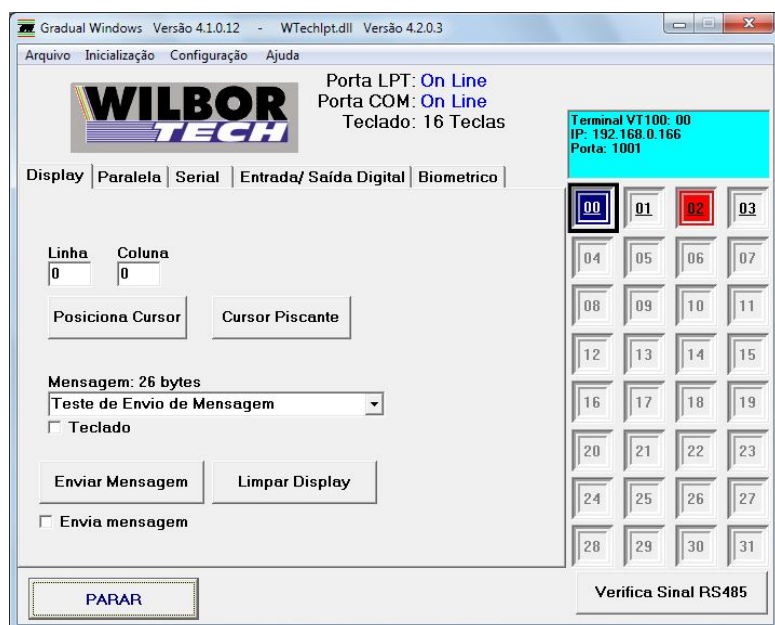 Gradual Windows Versão 4.1.0.12 - WTechlpt.dll Versão 4.2.0.3
Arquivo Inicialização Configuração Ajuda
WILBOR
TECH
Porta LPT: On Line
Porta COM: On Line
Teclado: 16 Teclas
Terminal VT100: 00
IP: 192.168.0.166
Porta: 1001
Display Paralela Serial Entrada/ Saída Digital Biometrico
Linha Coluna
0 0
Posiciona Cursor Cursor Piscante
Mensagem: 26 bytes
Teste de Envio de Mensagem
Teclado
Enviar Mensagem Limpar Display
Envia mensagem
PARAR
00 01 02 03
04 05 06 07
08 09 10 11
12 13 14 15
16 17 18 19
20 21 22 23
24 25 26 27
28 29 30 31
Verifica Sinal RS485